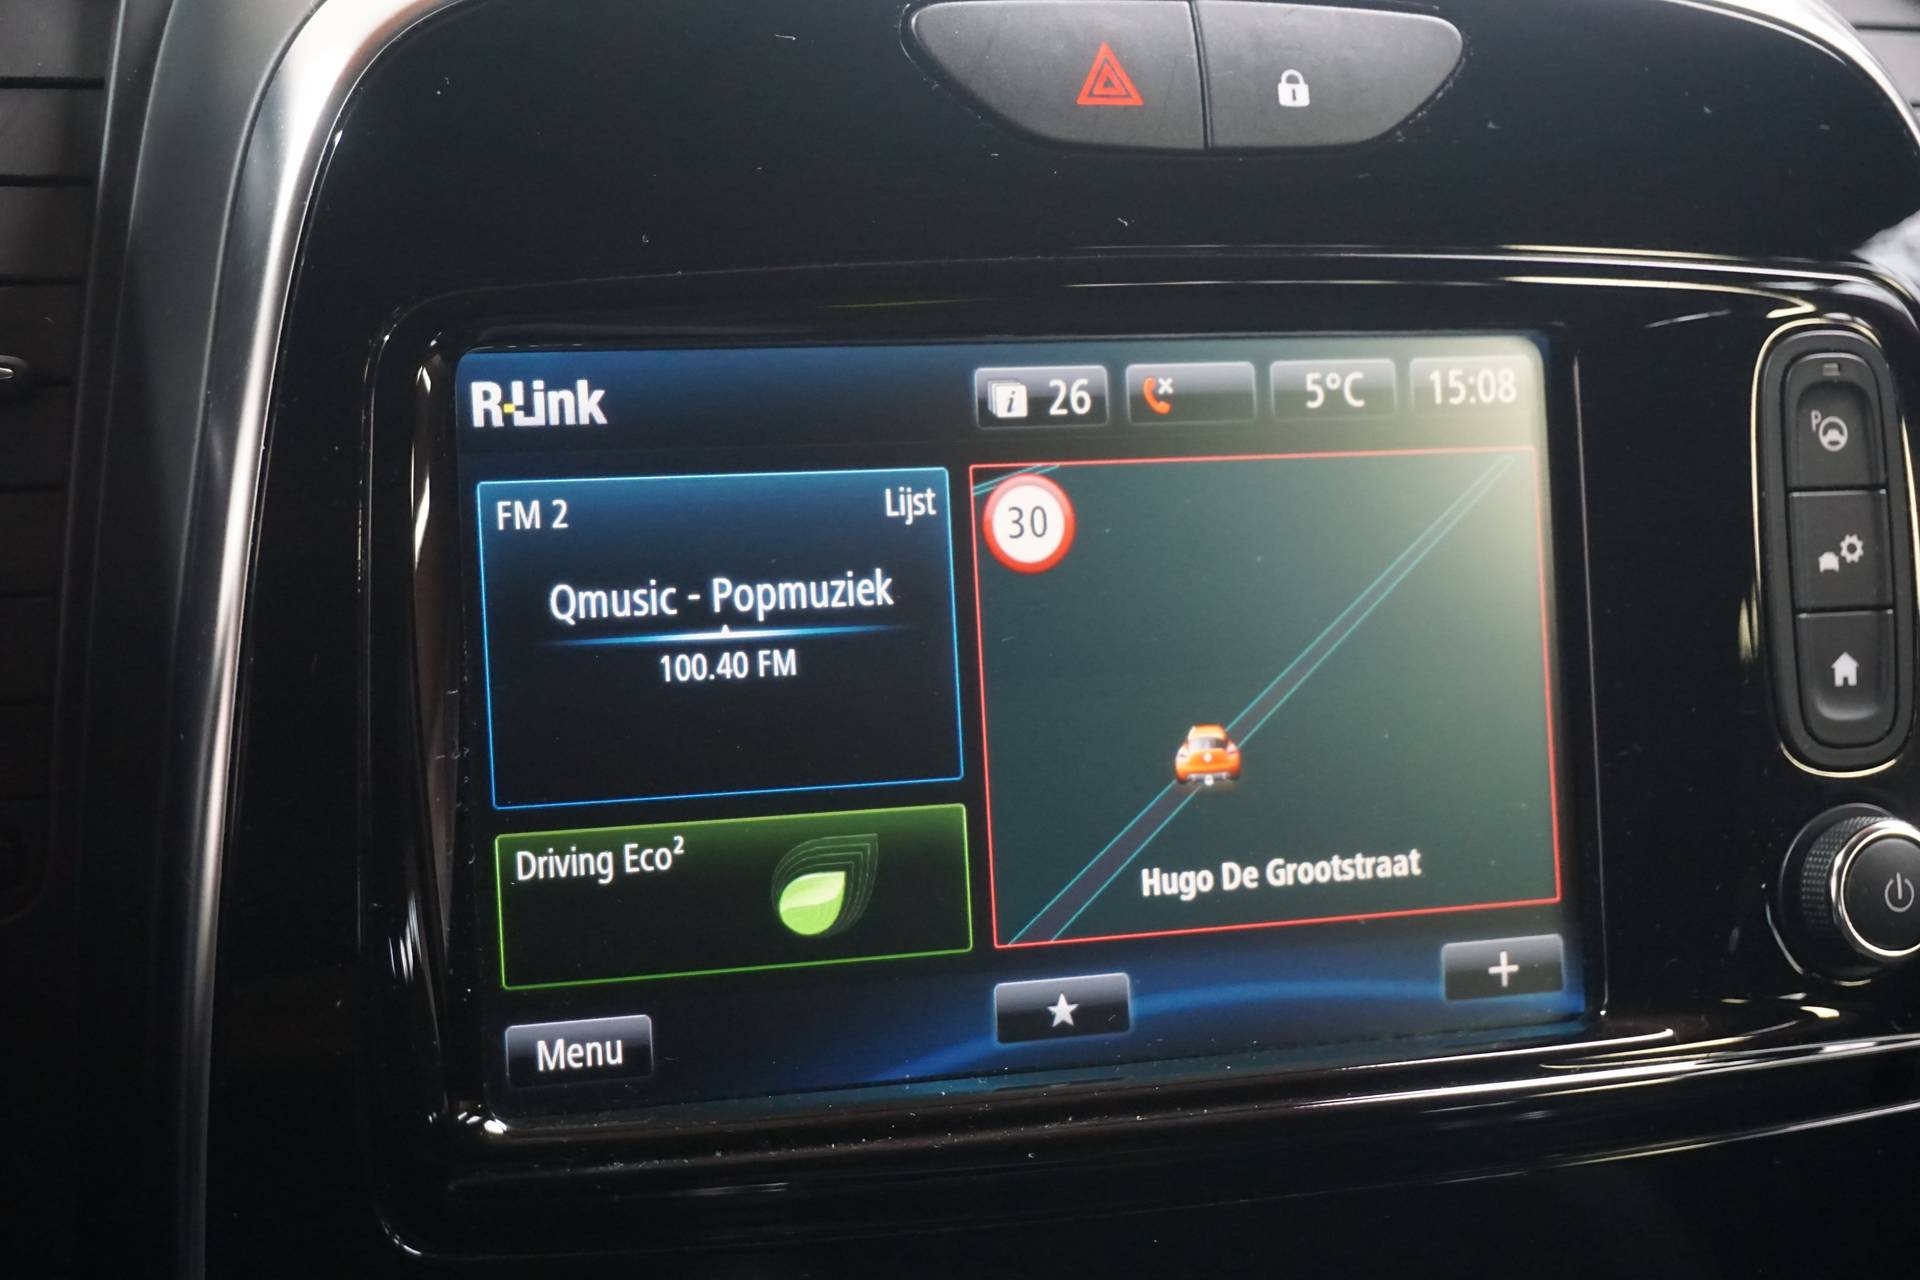 R-Link
26
5°C
15:08
FM 2
Lijst
Qmusic - Popmuziek
100.40 FM
30
Driving Eco²
Hugo De Grootstraat
Menu
+
P